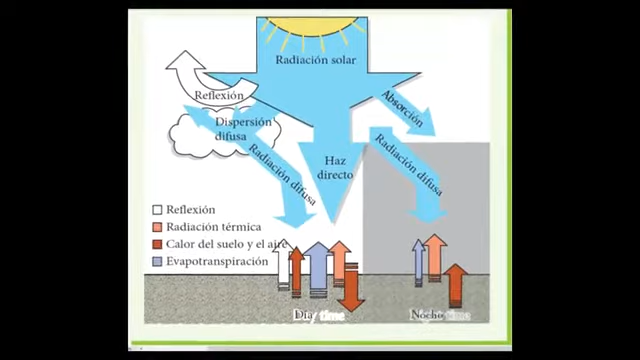 Radiación solar
Reflexión
Absorción
Dispersión
difusa
Radiación difusa
Haz
directo
Radiación difusa
Reflexión
Radiación térmica
Calor del suelo y el aire
Evapotranspiración
Día
time
Noche